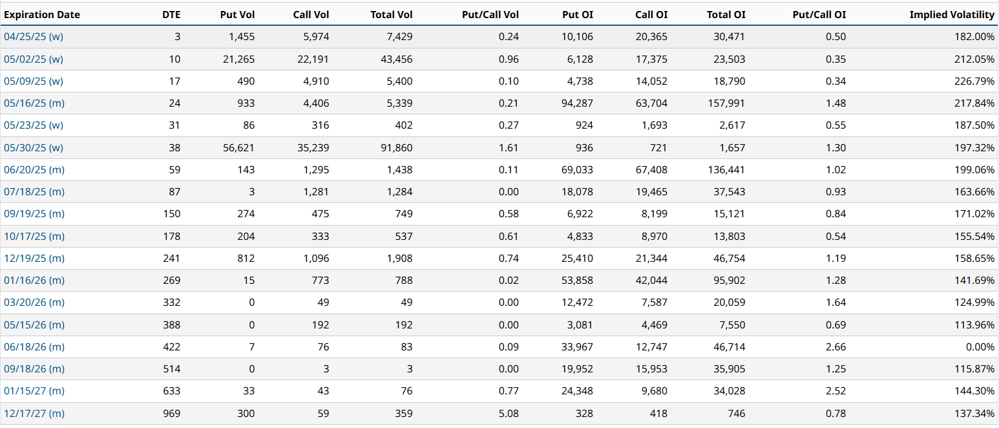 Expiration Date DTE Put Vol Call Vol Total Vol Put/Call Vol Put OI Call OI Total OI Put/Call OI Implied Volatility
04/25/25 (w) 3 1,455 5,974 7,429 0.24 10,106 20,365 30,471 0.50 182.00%
05/02/25 (w) 10 21,265 22,191 43,456 0.96 6,128 17,375 23,503 0.35 212.05%
05/09/25 (w) 17 490 4,910 5,400 0.10 4,738 14,052 18,790 0.34 226.79%
05/16/25 (m) 24 933 4,406 5,339 0.21 94,287 63,704 157,991 1.48 217.84%
05/23/25 (w) 31 86 316 402 0.27 924 1,693 2,617 0.55 187.50%
05/30/25 (w) 38 56,621 35,239 91,860 1.61 936 721 1,657 1.30 197.32%
06/20/25 (m) 59 143 1,295 1,438 0.11 69,033 67,408 136,441 1.02 199.06%
07/18/25 (m) 87 3 1,281 1,284 0.00 18,078 19,465 37,543 0.93 163.66%
09/19/25 (m) 150 274 475 749 0.58 6,922 8,199 15,121 0.84 171.02%
10/17/25 (m) 178 204 333 537 0.61 4,833 8,970 13,803 0.54 155.54%
12/19/25 (m) 241 812 1,096 1,908 0.74 25,410 21,344 46,754 1.19 158.65%
01/16/26 (m) 269 15 773 788 0.02 53,858 42,044 95,902 1.28 141.69%
03/20/26 (m) 332 0 49 49 0.00 12,472 7,587 20,059 1.64 124.99%
05/15/26 (m) 388 0 192 192 0.00 3,081 4,469 7,550 0.69 113.96%
06/18/26 (m) 422 7 76 83 0.09 33,967 12,747 46,714 2.66 0.00%
09/18/26 (m) 514 0 3 3 0.00 19,952 15,953 35,905 1.25 115.87%
01/15/27 (m) 633 33 43 76 0.77 24,348 9,680 34,028 2.52 144.30%
12/17/27 (m) 969 300 59 359 5.08 328 418 746 0.78 137.34%